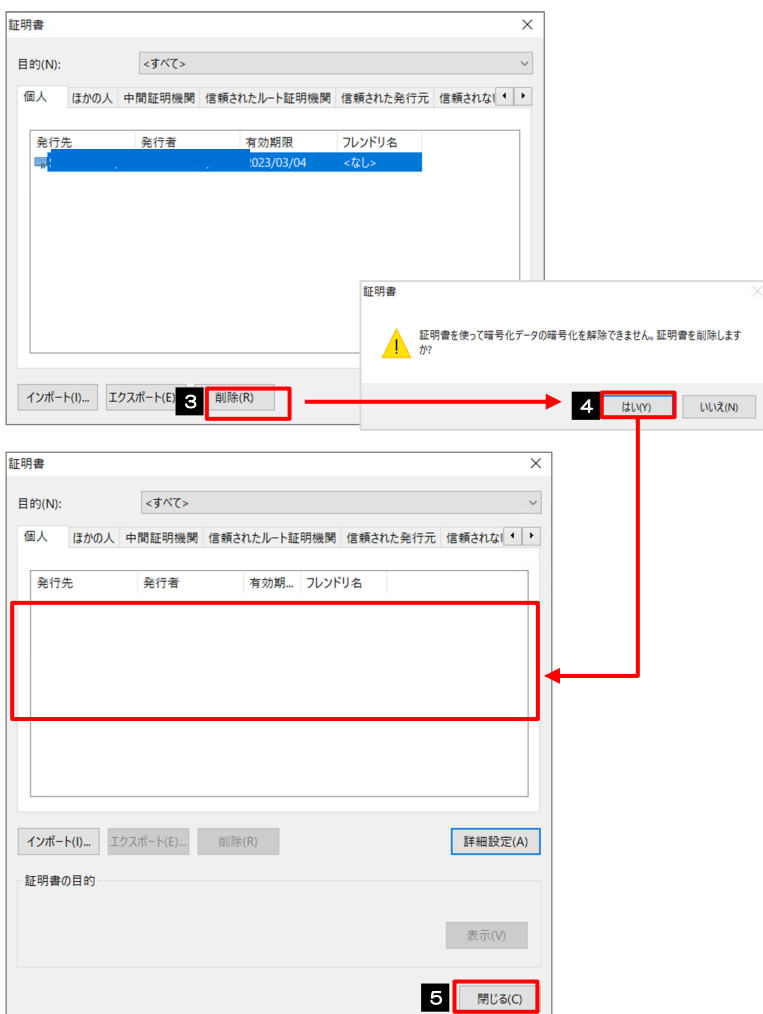 証明書
目的(N):
<すべて>
個人 ほかの人 中間証明機関 信頼されたルート証明機関 信頼された発行元 信頼されな
発行先 発行者 有効期限 フレンドリ名
2023/03/04 <なし>
証明書
証明書を使って暗号化データの暗号化を解除できません。証明書を削除します
か?
インポート(I)... エクスポート(E) 3 削除(R)
4 はい(Y) いいえ(N)
証明書
目的(N):
<すべて>
個人 ほかの人 中間証明機関 信頼されたルート証明機関 信頼された発行元 信頼されな
発行先 発行者 有効期... フレンドリ名
インポート(I)... エクスポート(E)... 削除(R) 詳細設定(A)
証明書の目的
表示(V)
5 閉じる(C)